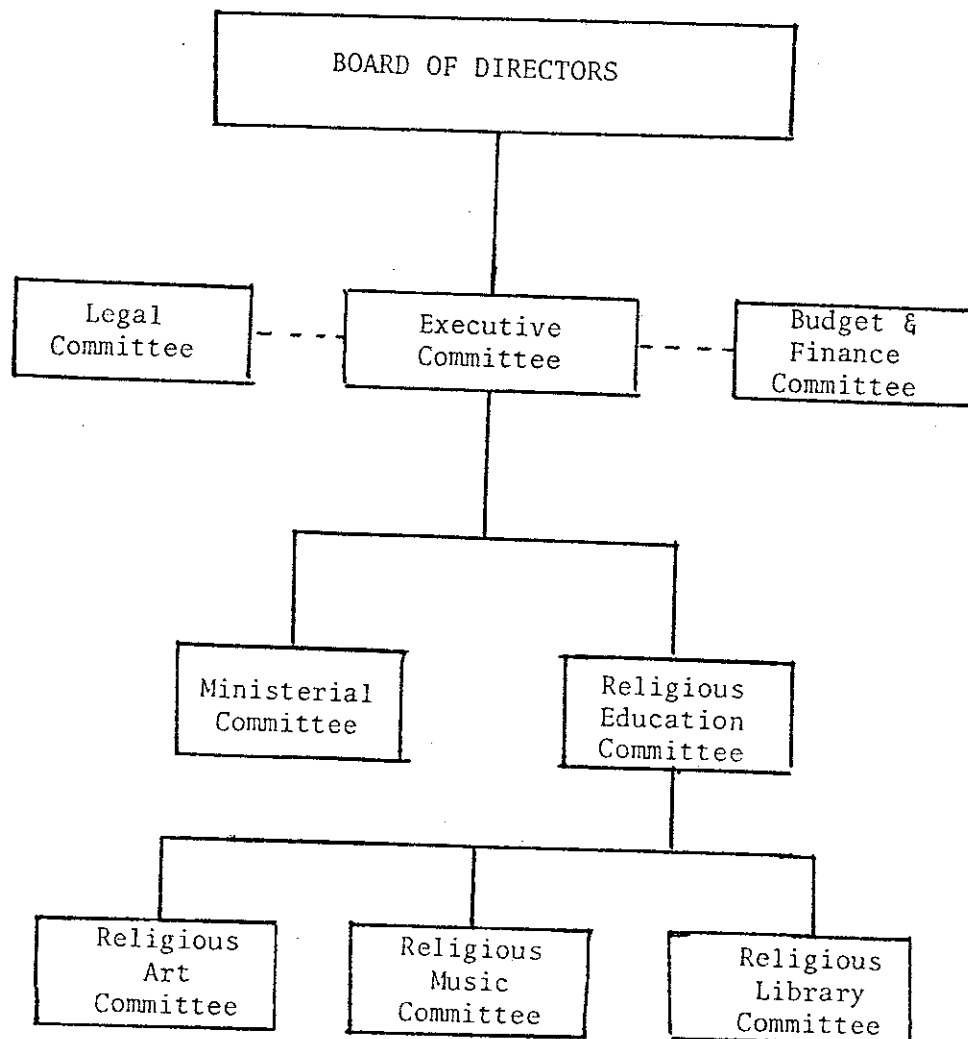 BOARD OF DIRECTORS
Legal
Committee
Executive
Committee
Budget &
Finance
Committee
Ministerial
Committee
Religious
Education
Committee
Religious
Art
Committee
Religious
Music
Committee
Religious
Library
Committee